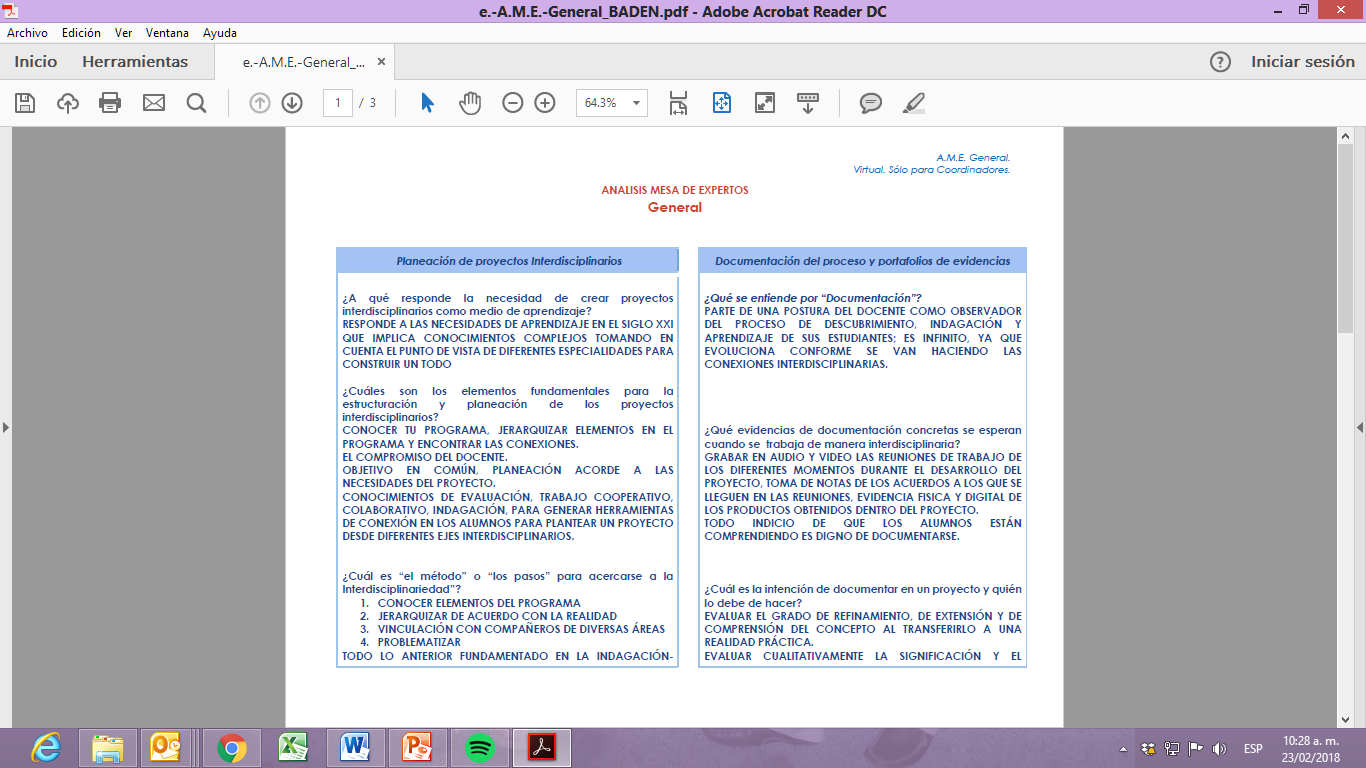 e.-A.M.E.-General_BADEN.pdf - Adobe Acrobat Reader DC
Archivo Edición Ver Ventana Ayuda
Inicio Herramientas e.-A.M.E.-General_... × Iniciar sesión
1 / 3 64.3%
A.M.E. General.
Virtual. Sólo para Coordinadores.
ANALISIS MESA DE EXPERTOS
General
Planeación de proyectos Interdisciplinarios
¿A qué responde la necesidad de crear proyectos
interdisciplinarios como medio de aprendizaje?
RESPONDE A LAS NECESIDADES DE APRENDIZAJE EN EL SIGLO XXI
QUE IMPLICA CONOCIMIENTOS COMPLEJOS TOMANDO EN
CUENTA EL PUNTO DE VISTA DE DIFERENTES ESPECIALIDADES PARA
CONSTRUIR UN TODO
¿Cuáles son los elementos fundamentales para la
estructuración y planeación de los proyectos
interdisciplinarios?
CONOCER TU PROGRAMA, JERARQUIZAR ELEMENTOS EN EL
PROGRAMA Y ENCONTRAR LAS CONEXIONES.
EL COMPROMISO DEL DOCENTE.
OBJETIVO EN COMÚN, PLANEACIÓN ACORDE A LAS
NECESIDADES DEL PROYECTO.
CONOCIMIENTOS DE EVALUACIÓN, TRABAJO COOPERATIVO,
COLABORATIVO, INDAGACIÓN, PARA GENERAR HERRAMIENTAS
DE CONEXIÓN EN LOS ALUMNOS PARA PLANTEAR UN PROYECTO
DESDE DIFERENTES EJES INTERDISCIPLINARIOS.
¿Cuál es “el método” o “los pasos” para acercarse a la
Interdisciplinariedad”?
1. CONOCER ELEMENTOS DEL PROGRAMA
2. JERARQUIZAR DE ACUERDO CON LA REALIDAD
3. VINCULACIÓN CON COMPAÑEROS DE DIVERSAS ÁREAS
4. PROBLEMATIZAR
TODO LO ANTERIOR FUNDAMENTADO EN LA INDAGACIÓN-
Documentación del proceso y portafolios de evidencias
¿Qué se entiende por “Documentación”?
PARTE DE UNA POSTURA DEL DOCENTE COMO OBSERVADOR
DEL PROCESO DE DESCUBRIMIENTO, INDAGACIÓN Y
APRENDIZAJE DE SUS ESTUDIANTES; ES INFINITO, YA QUE
EVOLUCIONA CONFORME SE VAN HACIENDO LAS
CONEXIONES INTERDISCIPLINARIAS.
¿Qué evidencias de documentación concretas se esperan
cuando se trabaja de manera interdisciplinaria?
GRABAR EN AUDIO Y VIDEO LAS REUNIONES DE TRABAJO DE
LOS DIFERENTES MOMENTOS DURANTE EL DESARROLLO DEL
PROYECTO, TOMA DE NOTAS DE LOS ACUERDOS A LOS QUE SE
LLEGUEN EN LAS REUNIONES, EVIDENCIA FISICA Y DIGITAL DE
LOS PRODUCTOS OBTENIDOS DENTRO DEL PROYECTO.
TODO INDICIO DE QUE LOS ALUMNOS ESTÁN
COMPRENDIENDO ES DIGNO DE DOCUMENTARSE.
¿Cuál es la intención de documentar en un proyecto y quién
lo debe de hacer?
EVALUAR EL GRADO DE REFINAMIENTO, DE EXTENSIÓN Y DE
COMPRENSIÓN DEL CONCEPTO AL TRANSFERIRLO A UNA
REALIDAD PRÁCTICA.
EVALUAR CUALITATIVAMENTE LA SIGNIFICACIÓN Y EL
ESP
10:28 a. m.
23/02/2018